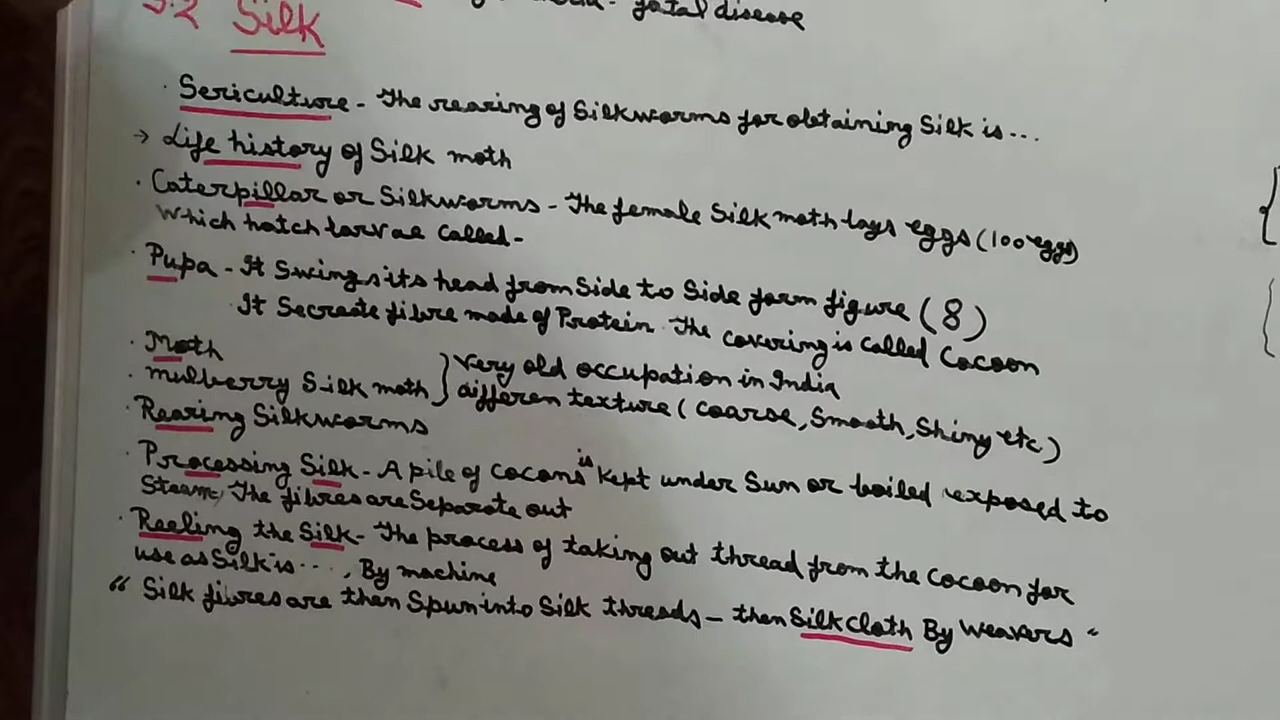 fatal disease
3.2 Silk
· Sericulture - The rearing of Silkworms for obtaining Silk is ...
→ Life history of Silk moth
· Caterpillar or Silkworms - The female Silk moth lays eggs (100 eggs)
which hatch larvae called-
· Pupa - It Swings its head from Side to Side form figure (8)
It Secreate fibre made of Protein. The covering is called Cocoon
· Moth
· mulberry Silk moth } Very old occupation in India
differen texture (coarse, Smooth, Shiny etc)
· Rearing Silkworms
· Processing Silk - A pile of cocons is kept under Sun or boiled exposed to
Steam, The fibres are Separate out
· Reeling the Silk - The process of taking out thread from the Cocoon for
use as Silk is ...., By machine
" Silk fibres are then Spun into Silk threads - then Silk cloth By Weavers "